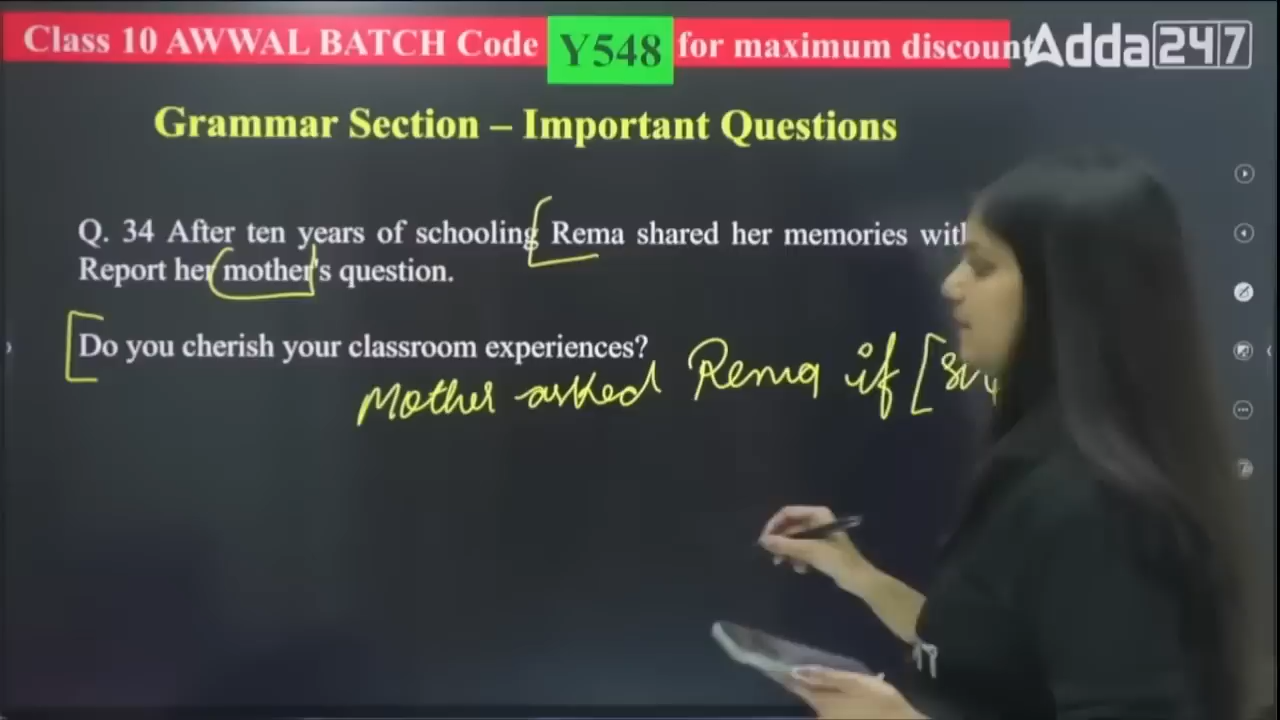 Class 10 AWWAL BATCH Code Y548 for maximum discount
Adda247
Grammar Section – Important Questions
Q. 34 After ten years of schooling Rema shared her memories
Report her mother's question.
Do you cherish your classroom experiences?
Mother asked Rema if [